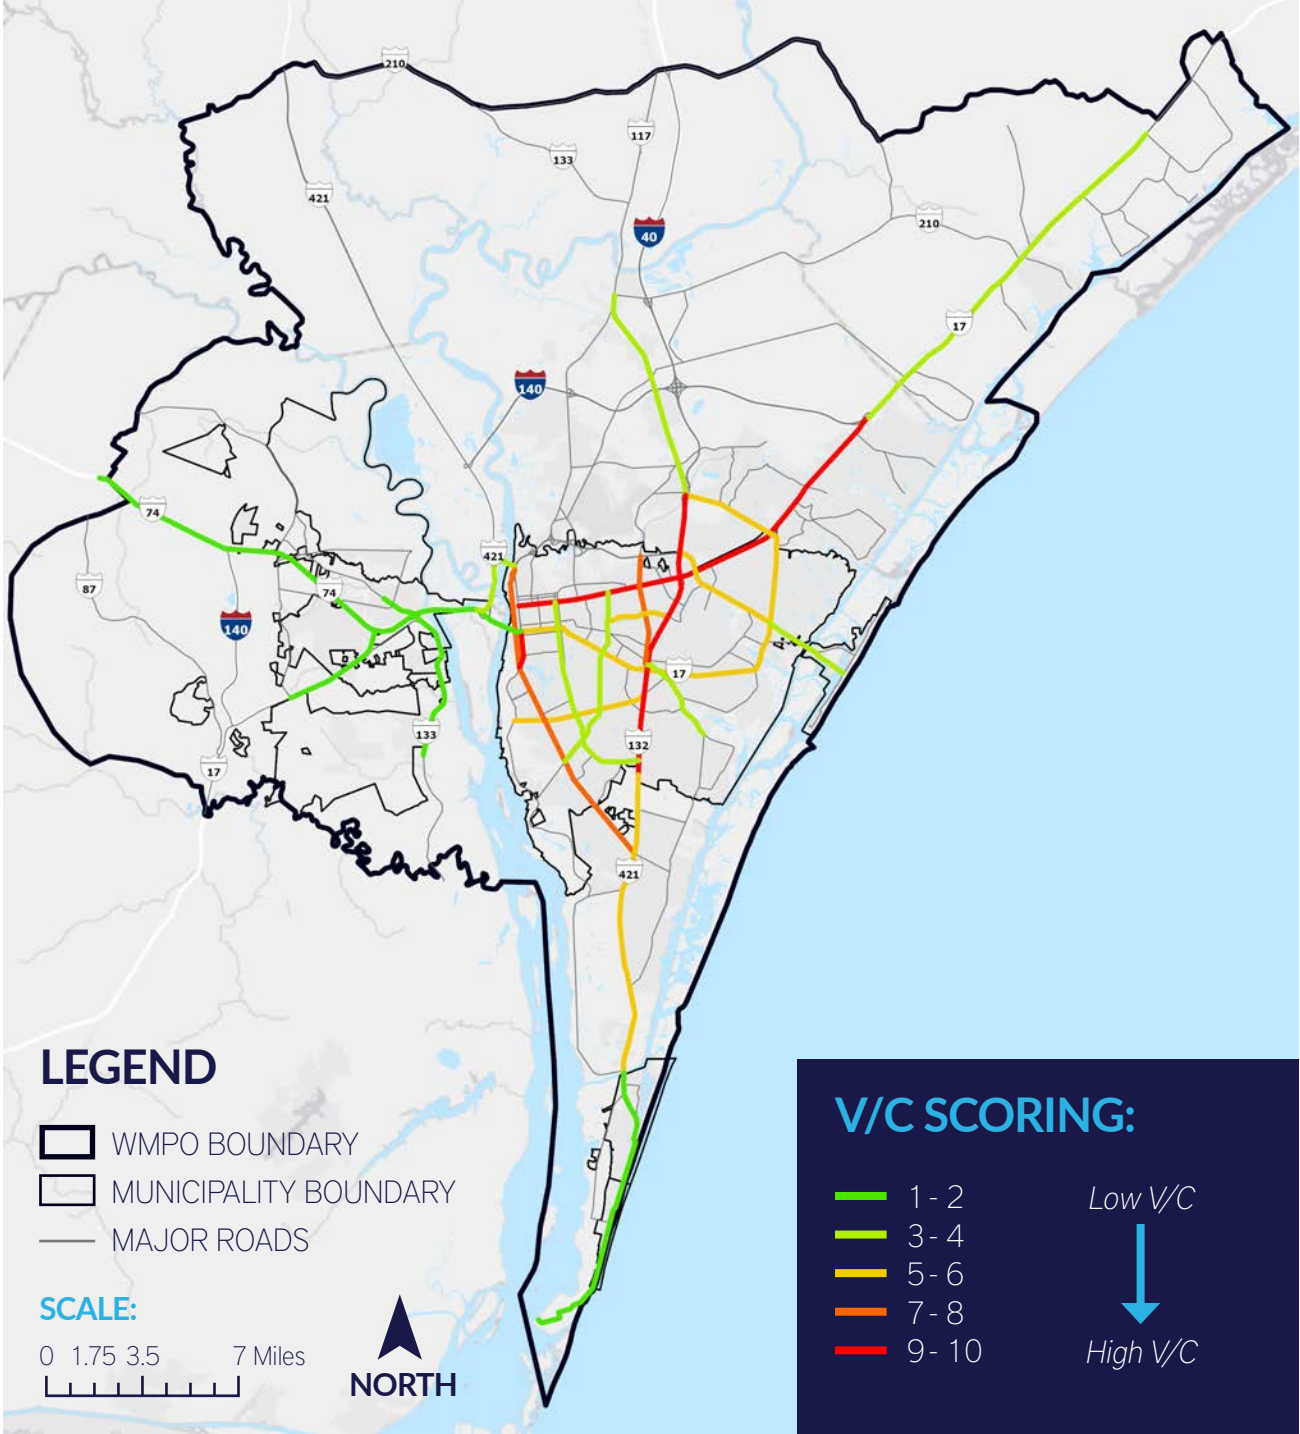 210
117
133
421
40
210
17
140
74
421
87
74
140
17
133
132
17
421
LEGEND
WMPO BOUNDARY
MUNICIPALITY BOUNDARY
MAJOR ROADS
SCALE:
0 1.75 3.5 7 Miles
NORTH
V/C SCORING:
1 - 2 Low V/C
3 - 4
5 - 6
7 - 8
9 - 10 High V/C